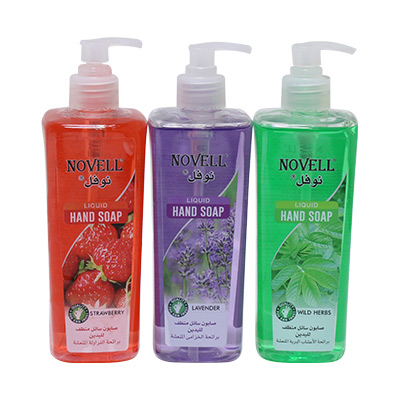 NOVELL®
نوفل
LIQUID
HAND SOAP
STRAWBERRY
صابون سائل منظف
لليدين
برائحة الفراولة المنعشة
NOVELL®
نوفل
LIQUID
HAND SOAP
LAVENDER
صابون سائل منظف
لليدين
برائحة الخزامى المنعشة
NOVELL®
نوفل
LIQUID
HAND SOAP
WILD HERBS
صابون سائل منظف
لليدين
برائحة الأعشاب البرية المنعشة